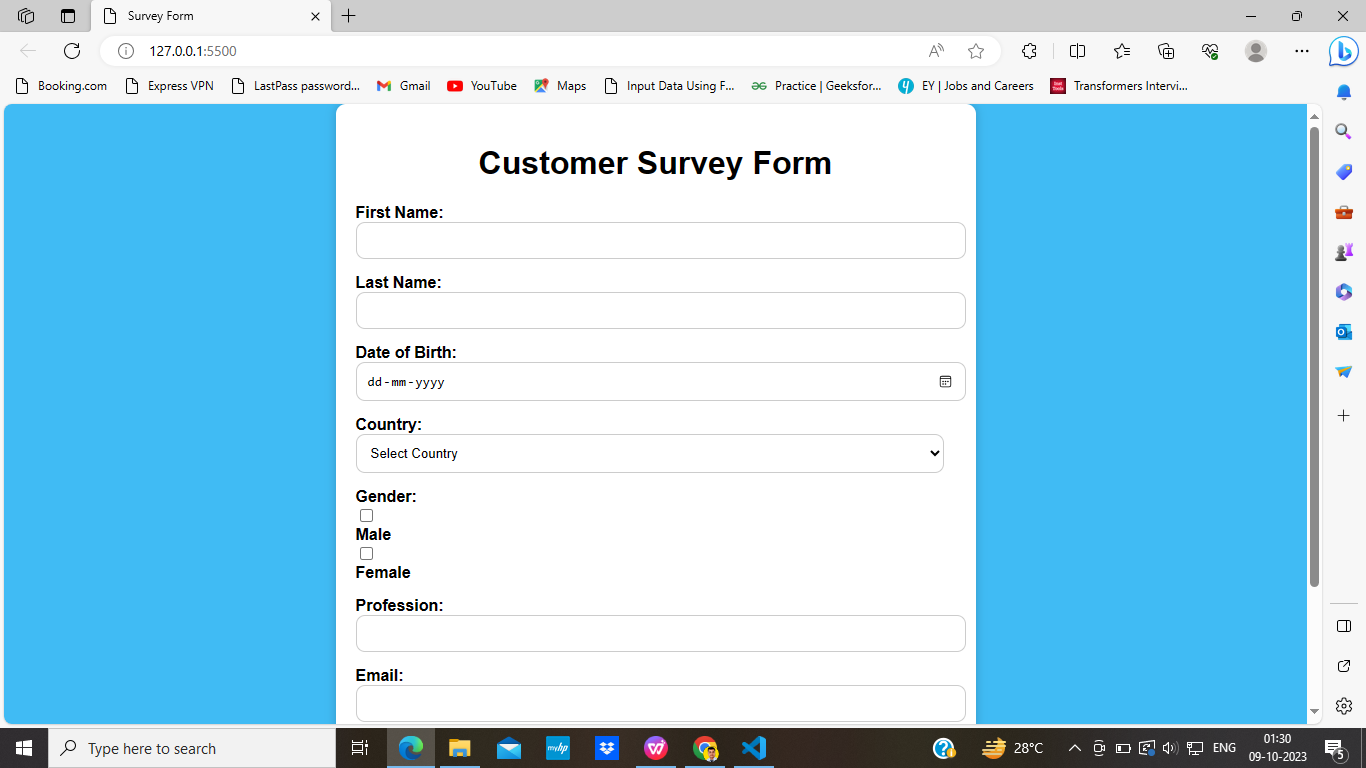 Survey Form
127.0.0.1:5500
Booking.com Express VPN LastPass password... Gmail YouTube Maps Input Data Using F... Practice | Geeksfor... EY | Jobs and Careers Transformers Intervi...
Customer Survey Form
First Name:
Last Name:
Date of Birth:
dd-mm-yyyy
Country:
Select Country
Gender:
Male
Female
Profession:
Email:
Type here to search
28°C
ENG
01:30
09-10-2023
5